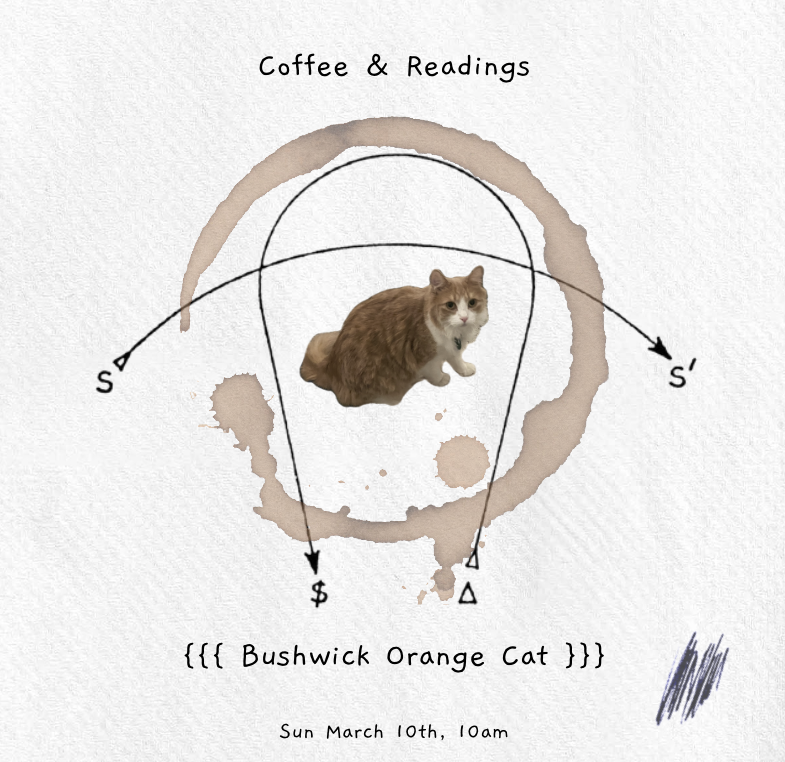 Coffee & Readings
S
S'
$
Δ
{{{ Bushwick Orange Cat }}}
Sun March 10th, 10am